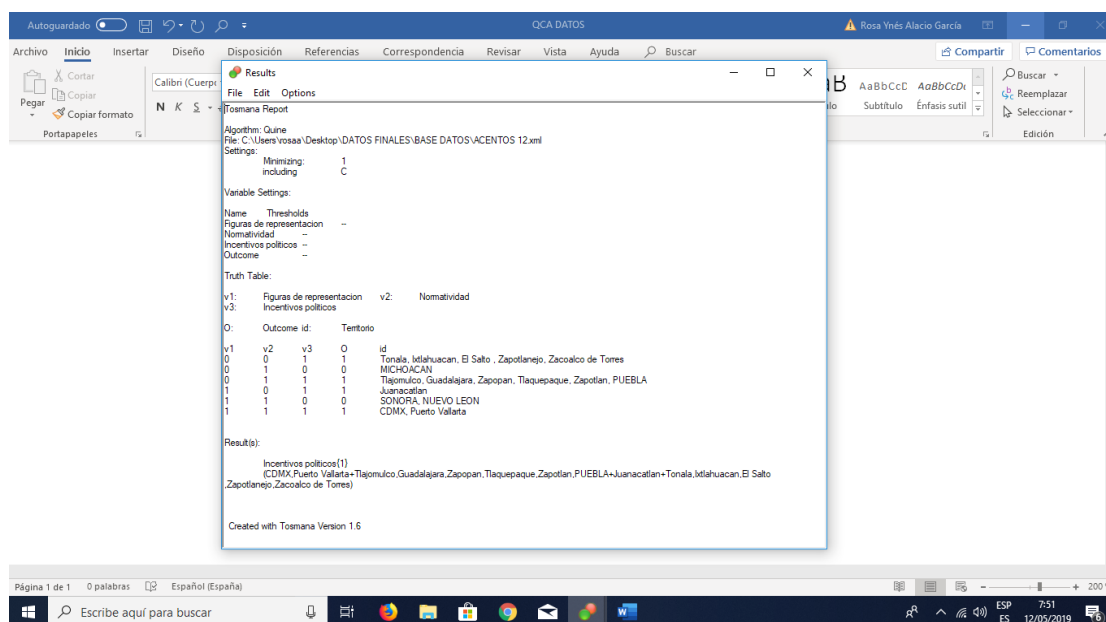 Autoguardado
QCA DATOS
Rosa Ynés Alacio García
Archivo Inicio Insertar Diseño Disposición Referencias Correspondencia Revisar Vista Ayuda Buscar
Compartir Comentarios
Pegar
Cortar
Copiar
Copiar formato
Portapapeles
Calibri (Cuerp
N K S
AaBbCcD AaBbCcDc
Subtítulo Énfasis sutil
Buscar
Reemplazar
Seleccionar
Edición
Results
File Edit Options
Tosmana Report
Algorithm: Quine
File: C:\Users\rosaa\Desktop\DATOS FINALES\BASE DATOS\ACENTOS 12.xml
Settings:
Minimizing: 1
including C
Variable Settings:
Name Thresholds
Figuras de representacion --
Normatividad --
Incentivos politicos --
Outcome --
Truth Table:
v1: Figuras de representacion v2: Normatividad
v3: Incentivos politicos
O: Outcome id: Territorio
v1 v2 v3 O id
0 0 1 1 Tonala, Ixtlahuacan, El Salto , Zapotlanejo, Zacoalco de Torres
0 1 0 0 MICHOACAN
0 1 1 1 Tlajomulco, Guadalajara, Zapopan, Tlaquepaque, Zapotlan, PUEBLA
1 0 1 1 Juanacatlan
1 1 0 0 SONORA, NUEVO LEON
1 1 1 1 CDMX, Puerto Vallarta
Result(s):
Incentivos politicos{1}
(CDMX,Puerto Vallarta+Tlajomulco,Guadalajara,Zapopan,Tlaquepaque,Zapotlan,PUEBLA+Juanacatlan+Tonala,Ixtlahuacan,El Salto
,Zapotlanejo,Zacoalco de Torres)
Created with Tosmana Version 1.6
Página 1 de 1 0 palabras Español (España)
200
Escribe aquí para buscar
ESP
ES
7:51
12/05/2019
6